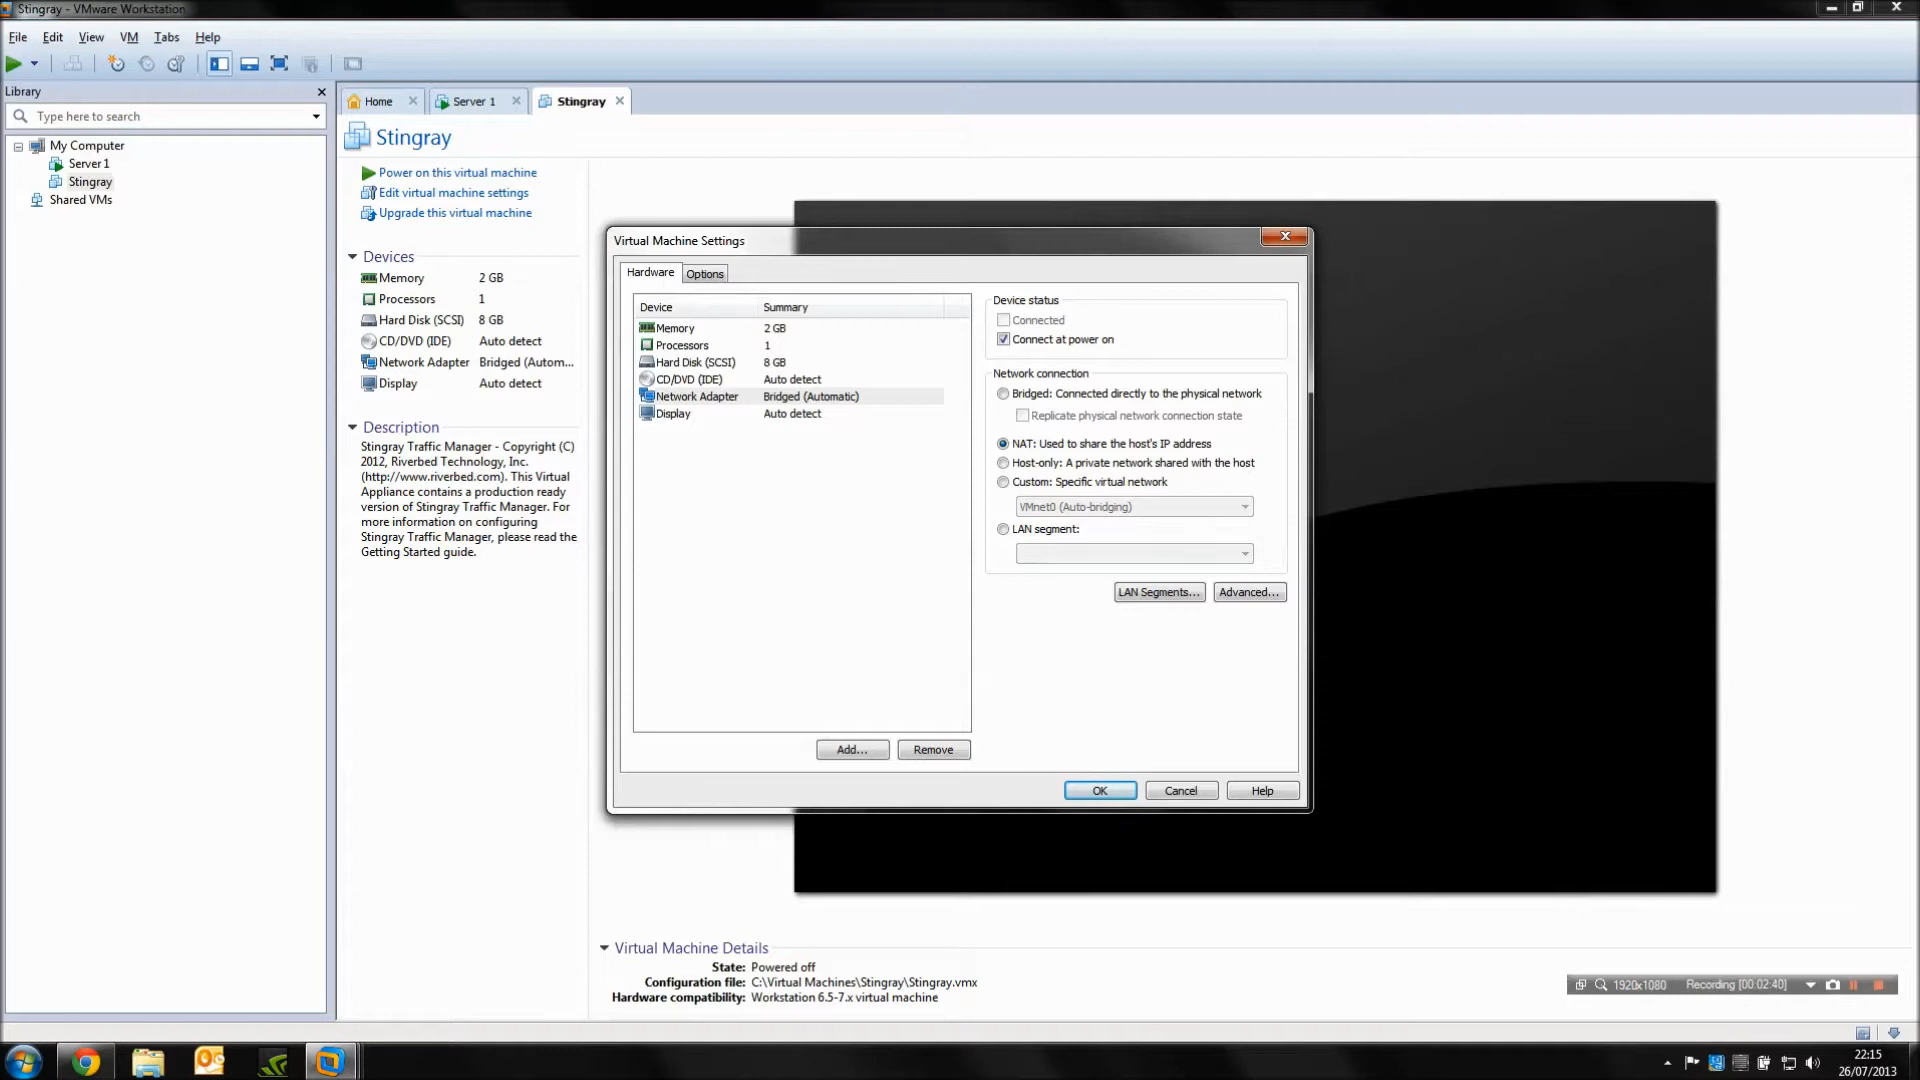 Stingray - VMware Workstation
File Edit View VM Tabs Help
Library
Type here to search
My Computer
Server 1
Stingray
Shared VMs
Home Server 1 Stingray
Stingray
Power on this virtual machine
Edit virtual machine settings
Upgrade this virtual machine
Devices
Memory 2 GB
Processors 1
Hard Disk (SCSI) 8 GB
CD/DVD (IDE) Auto detect
Network Adapter Bridged (Autom...
Display Auto detect
Description
Stingray Traffic Manager - Copyright (C)
2012, Riverbed Technology, Inc.
(http://www.riverbed.com). This Virtual
Appliance contains a production ready
version of Stingray Traffic Manager. For
more information on configuring
Stingray Traffic Manager, please read the
Getting Started guide.
Virtual Machine Settings
Hardware Options
Device Summary
Memory 2 GB
Processors 1
Hard Disk (SCSI) 8 GB
CD/DVD (IDE) Auto detect
Network Adapter Bridged (Automatic)
Display Auto detect
Add... Remove
Device status
Connected
Connect at power on
Network connection
Bridged: Connected directly to the physical network
Replicate physical network connection state
NAT: Used to share the host's IP address
Host-only: A private network shared with the host
Custom: Specific virtual network
VMnet0 (Auto-bridging)
LAN segment:
LAN Segments... Advanced...
OK Cancel Help
Virtual Machine Details
State: Powered off
Configuration file: C:\Virtual Machines\Stingray\Stingray.vmx
Hardware compatibility: Workstation 6.5-7.x virtual machine
1920x1080 Recording [00:02:40]
22:15
26/07/2013